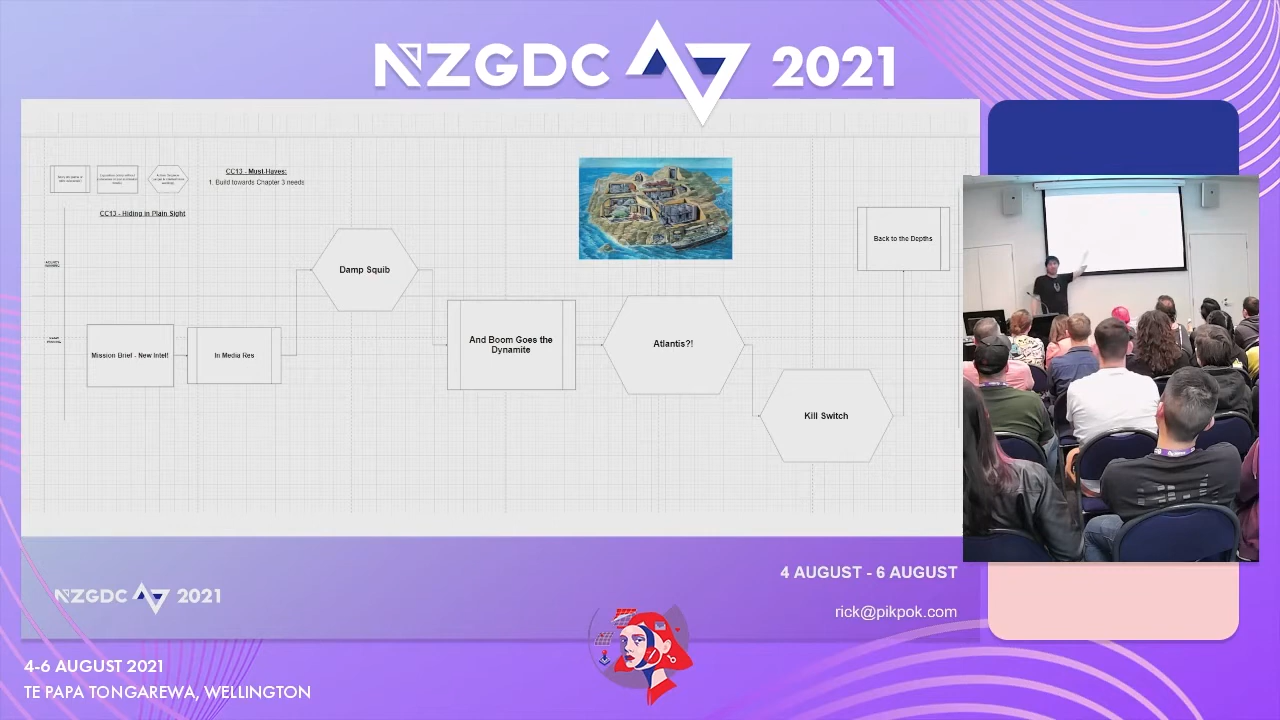 NZGDC 2021
CC13 - Must-Haves:
1. Build towards Chapter 3 needs
CC13 - Hiding in Plain Sight
Damp Squib
Back to the Depths
Mission Brief - New Intel!
In Media Res
And Boom Goes the
Dynamite
Atlantis?!
Kill Switch
4 AUGUST - 6 AUGUST
NZGDC 2021
rick@pikpok.com
4-6 AUGUST 2021
TE PAPA TONGAREWA, WELLINGTON